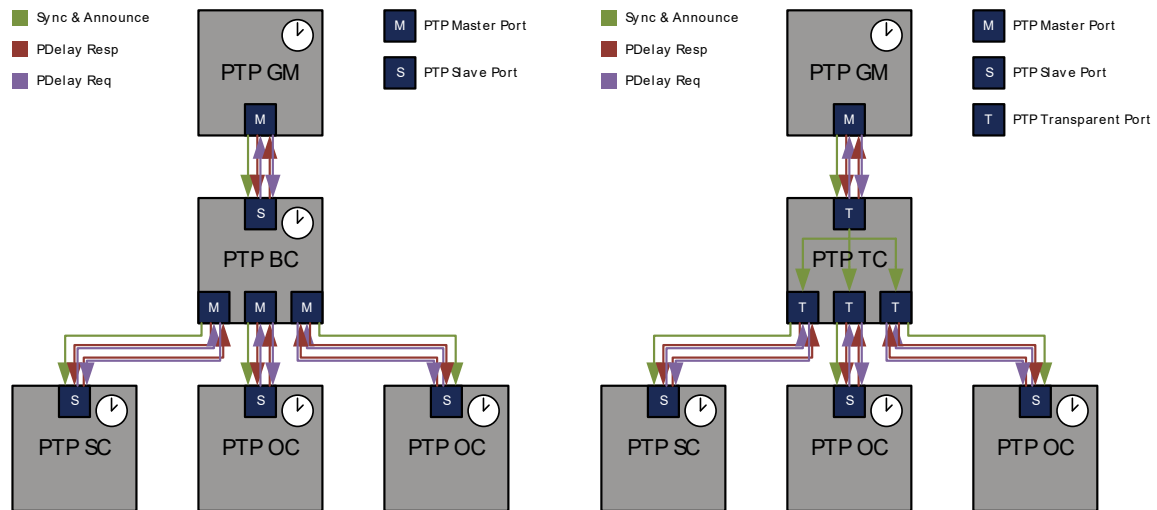 Sync & Announce
PDelay Resp
PDelay Req
PTP GM
M
M
PTP Master Port
S
PTP Slave Port
S
PTP BC
M
M
M
S
S
S
PTP SC
PTP OC
PTP OC
Sync & Announce
PDelay Resp
PDelay Req
PTP GM
M
M
PTP Master Port
S
PTP Slave Port
T
PTP Transparent Port
T
PTP TC
T
T
T
S
S
S
PTP SC
PTP OC
PTP OC